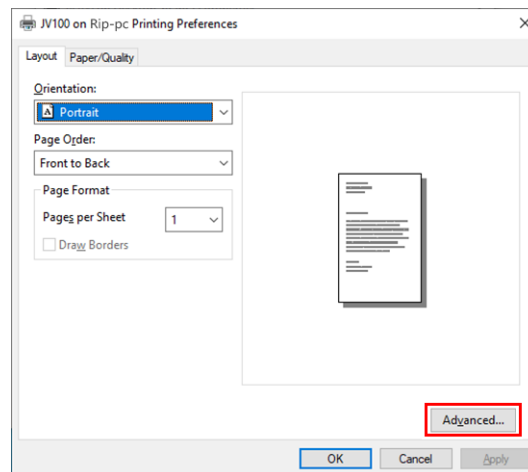 JV100 on Rip-pc Printing Preferences
Layout Paper/Quality
Orientation:
A Portrait
Page Order:
Front to Back
Page Format
Pages per Sheet 1
Draw Borders
Advanced...
OK Cancel Apply